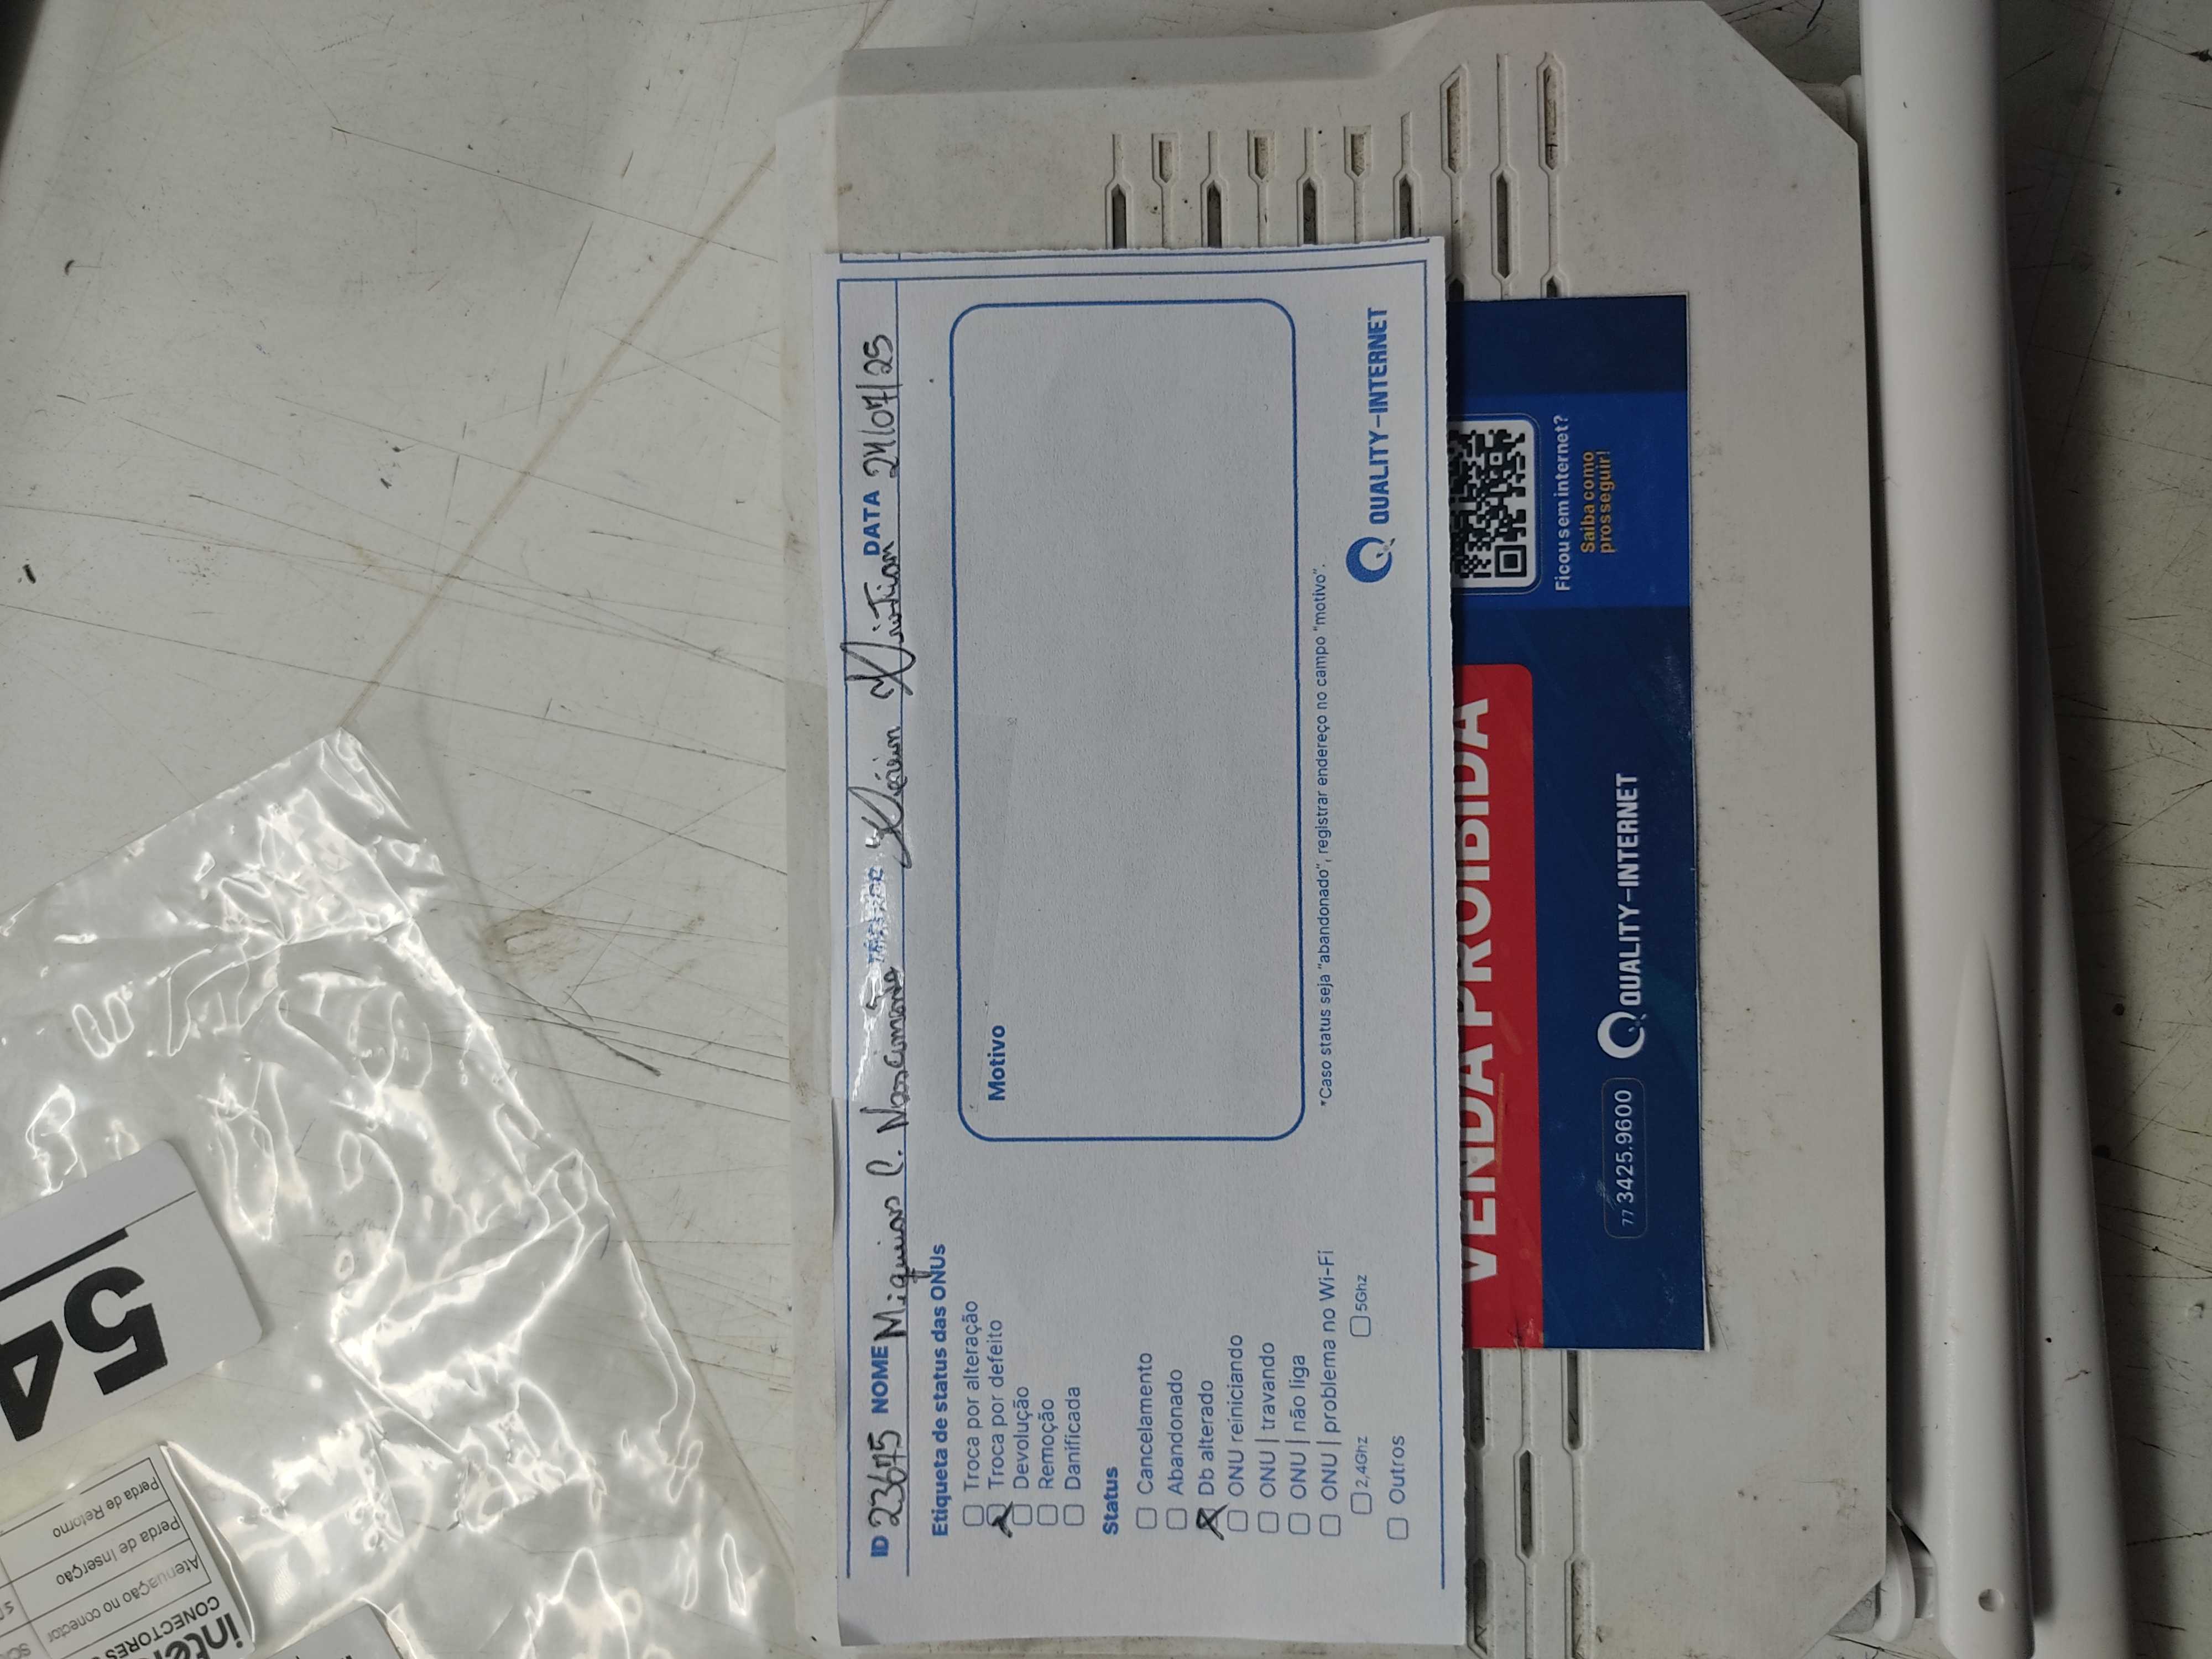 ID 23675 NOME Miquias C. Nascimento DATA 24/07/25
Etiqueta de status das ONUs
Troca por alteração
Troca por defeito
Devolução
Remoção
Danificada
Status
Cancelamento
Abandonado
Db alterado
ONU reiniciando
ONU | travando
ONU | não liga
ONU | problema no Wi-Fi
2,4Ghz 5Ghz
Outros
Motivo
*Caso status seja "abandonado", registrar endereço no campo "motivo".
QUALITY-INTERNET
VENDA PROIBIDA
77 3425.9600 QUALITY-INTERNET
Ficou sem internet?
Saiba como
prosseguir!
54
CONECTORES
Atenuação no conector
Perda de Inserção
Perda de Retorno